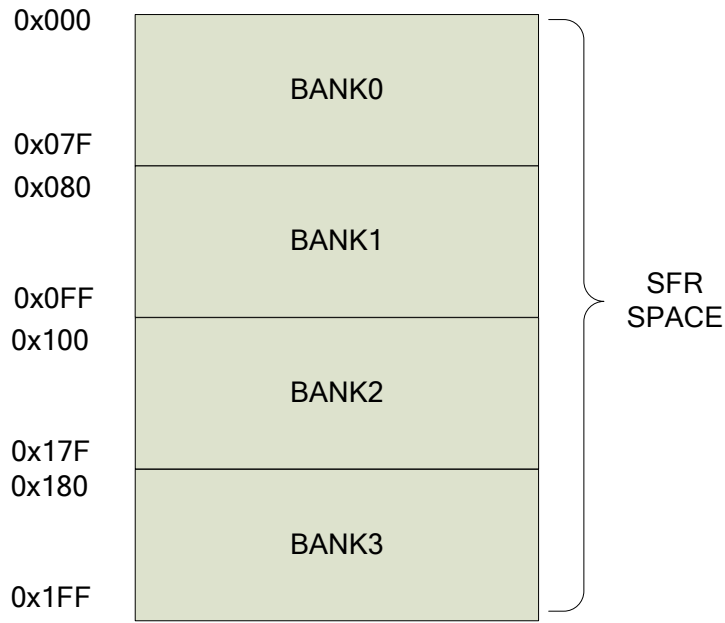 0x000
BANK0
0x07F
0x080
BANK1
0x0FF
0x100
BANK2
0x17F
0x180
BANK3
0x1FF
SFR
SPACE